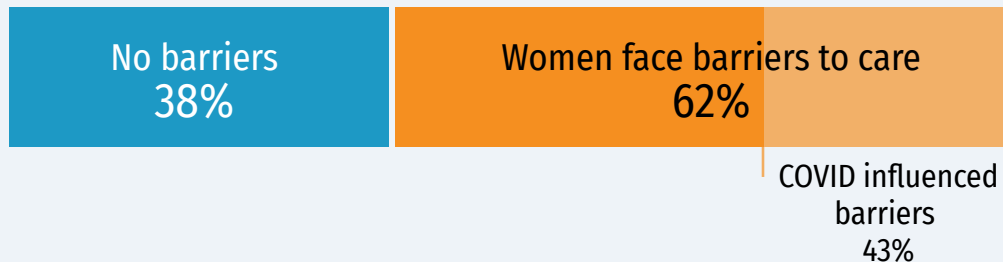 No barriers
38%
Women face barriers to care
62%
COVID influenced
barriers
43%